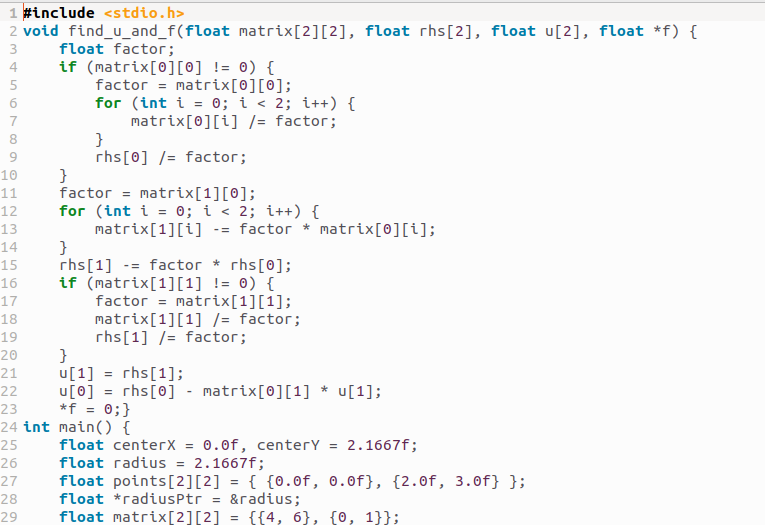 1 #include <stdio.h>
2 void find_u_and_f(float matrix[2][2], float rhs[2], float u[2], float *f) {
3     float factor;
4     if (matrix[0][0] != 0) {
5         factor = matrix[0][0];
6         for (int i = 0; i < 2; i++) {
7             matrix[0][i] /= factor;
8         }
9         rhs[0] /= factor;
10     }
11     factor = matrix[1][0];
12     for (int i = 0; i < 2; i++) {
13         matrix[1][i] -= factor * matrix[0][i];
14     }
15     rhs[1] -= factor * rhs[0];
16     if (matrix[1][1] != 0) {
17         factor = matrix[1][1];
18         matrix[1][1] /= factor;
19         rhs[1] /= factor;
20     }
21     u[1] = rhs[1];
22     u[0] = rhs[0] - matrix[0][1] * u[1];
23     *f = 0;}
24 int main() {
25     float centerX = 0.0f, centerY = 2.1667f;
26     float radius = 2.1667f;
27     float points[2][2] = { {0.0f, 0.0f}, {2.0f, 3.0f} };
28     float *radiusPtr = &radius;
29     float matrix[2][2] = {{4, 6}, {0, 1}};